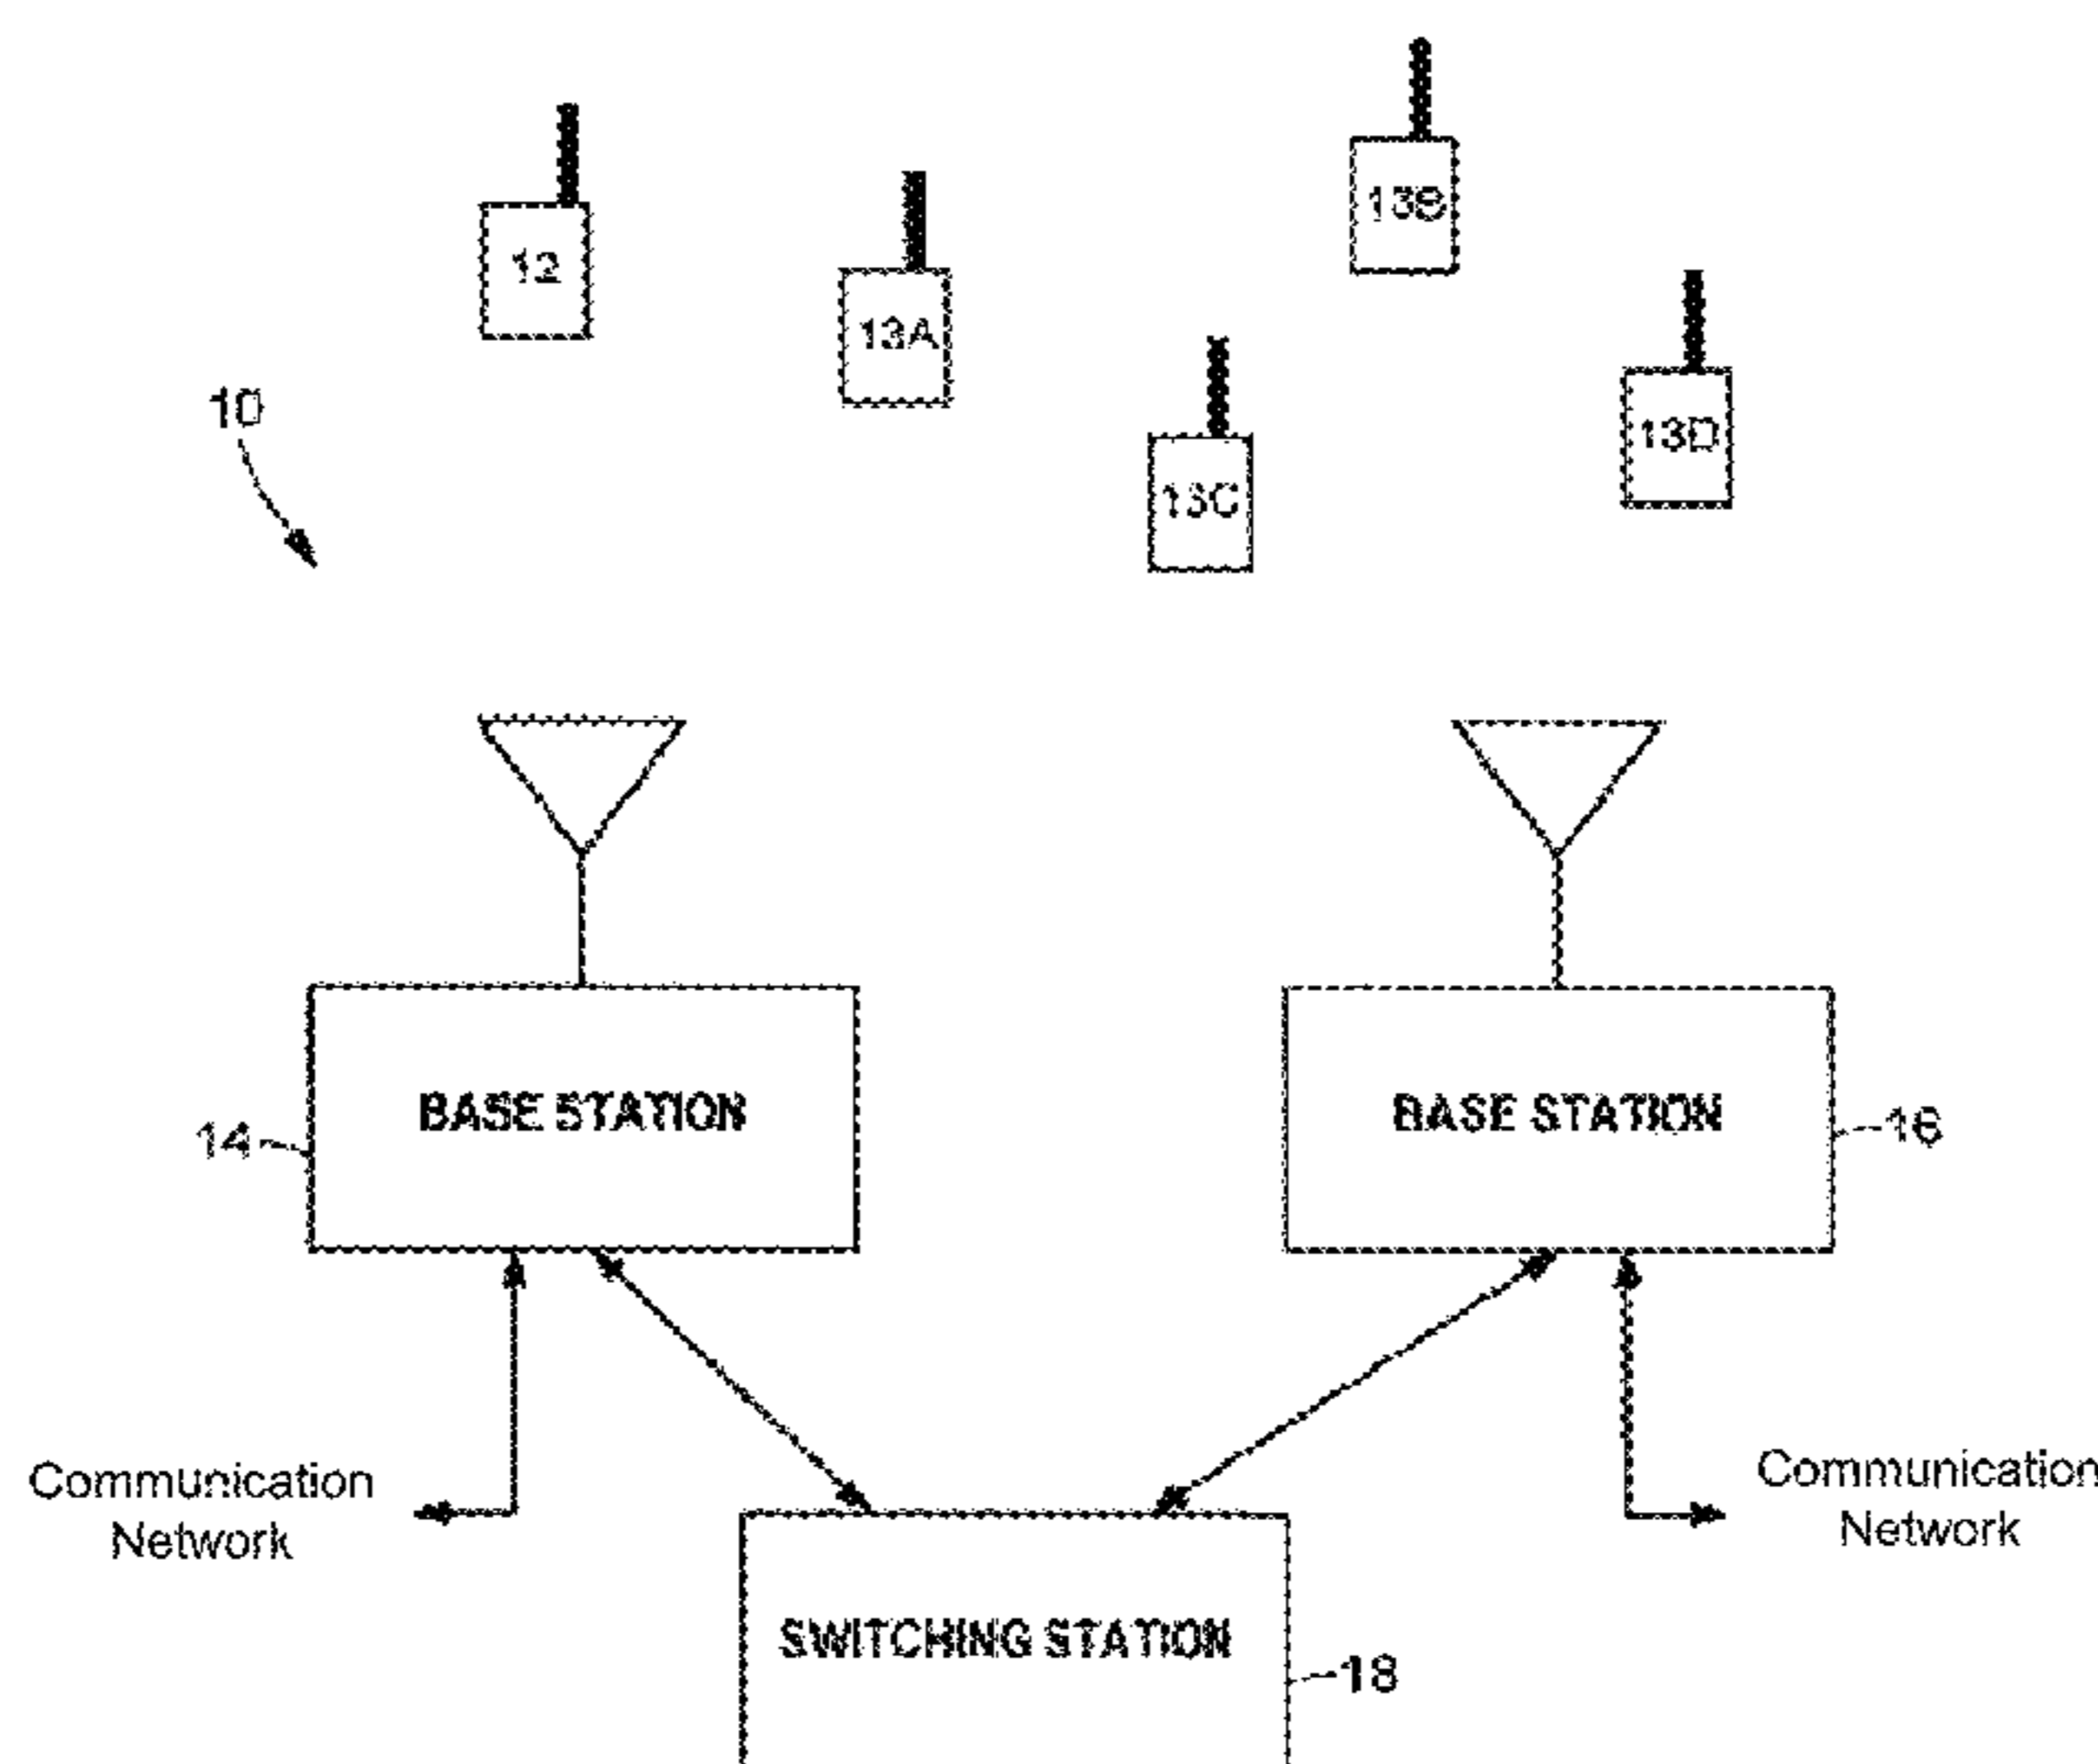 13B
12
13A
10
13D
13C
BASE STATION
BASE STATION
14
16
Communication
Network
Communication
Network
SWITCHING STATION
18